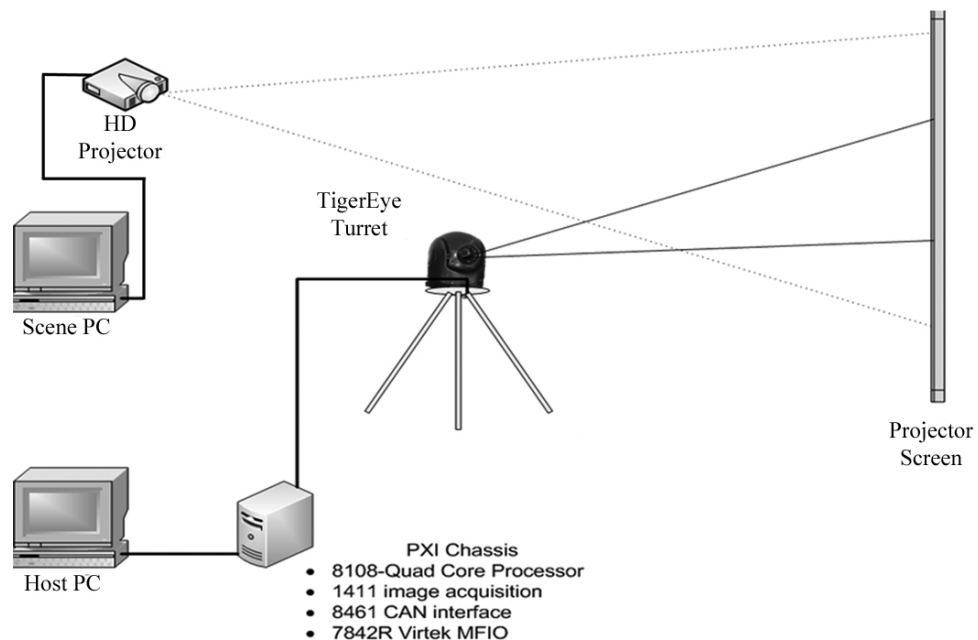 HD
Projector
TigerEye
Turret
Scene PC
Projector
Screen
Host PC
PXI Chassis
• 8108-Quad Core Processor
• 1411 image acquisition
• 8461 CAN interface
• 7842R Virtek MFIO